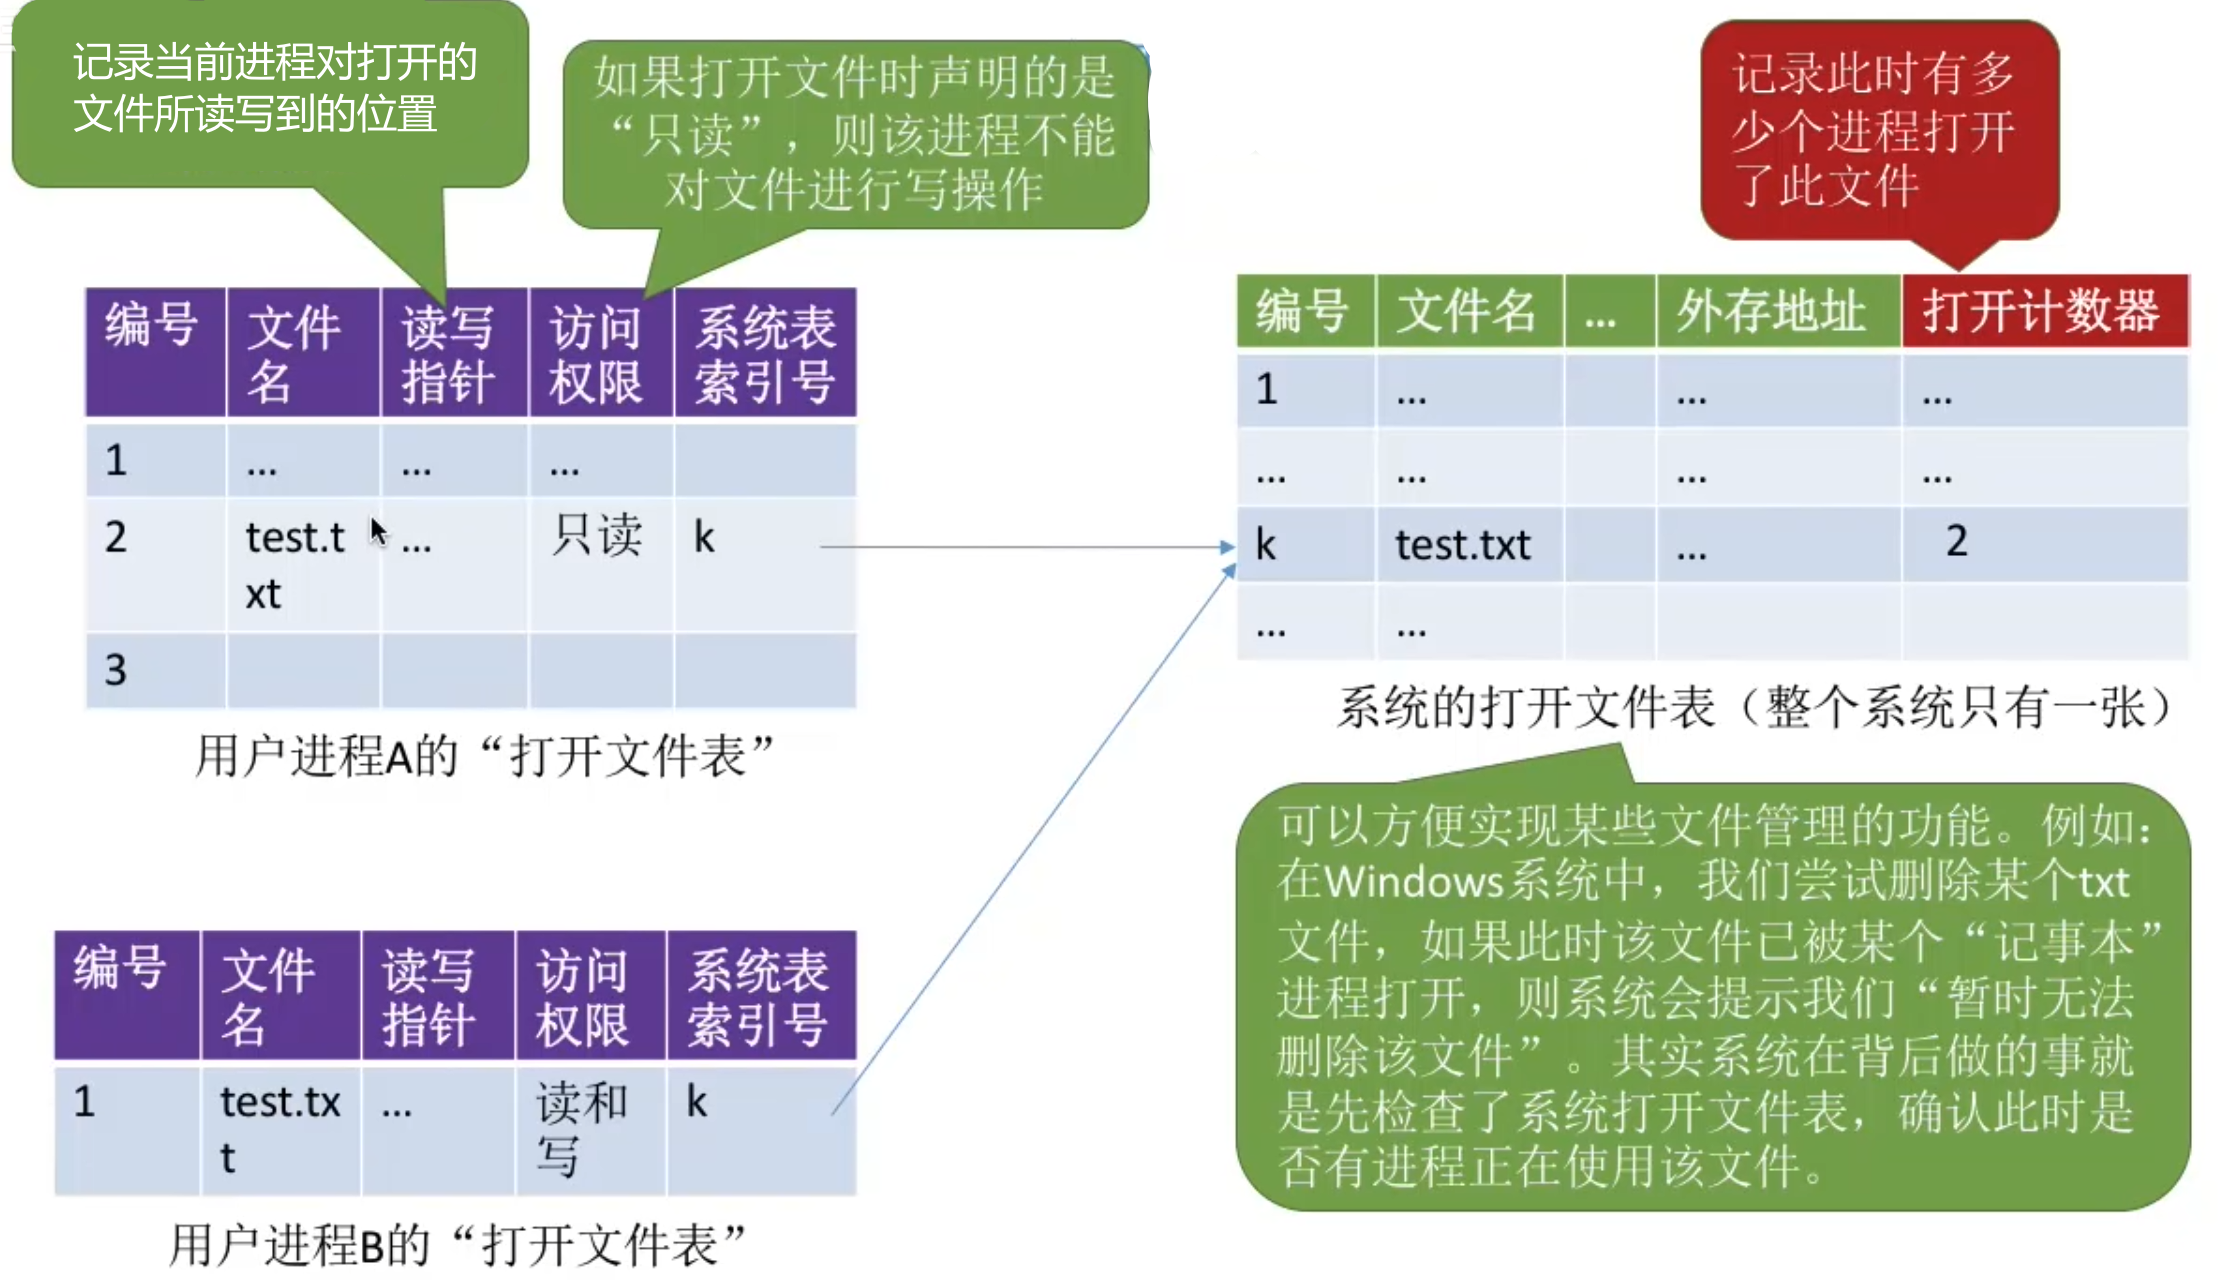 记录当前进程对打开的
文件所读写到的位置
如果打开文件时声明的是
“只读”，则该进程不能
对文件进行写操作
记录此时有多
少个进程打开
了此文件
编号 文件名 读写指针 访问权限 系统表索引号
1 … … …
2 test.txt … 只读 k
3
用户进程A的“打开文件表”
编号 文件名 … 外存地址 打开计数器
1 … … …
… … … …
k test.txt … 2
… …
系统的打开文件表（整个系统只有一张）
可以方便实现某些文件管理的功能。例如：
在Windows系统中，我们尝试删除某个txt
文件，如果此时该文件已被某个“记事本”
进程打开，则系统会提示我们“暂时无法
删除该文件”。其实系统在背后做的事就
是先检查了系统打开文件表，确认此时是
否有进程正在使用该文件。
编号 文件名 读写指针 访问权限 系统表索引号
1 test.txt … 读和写 k
用户进程B的“打开文件表”